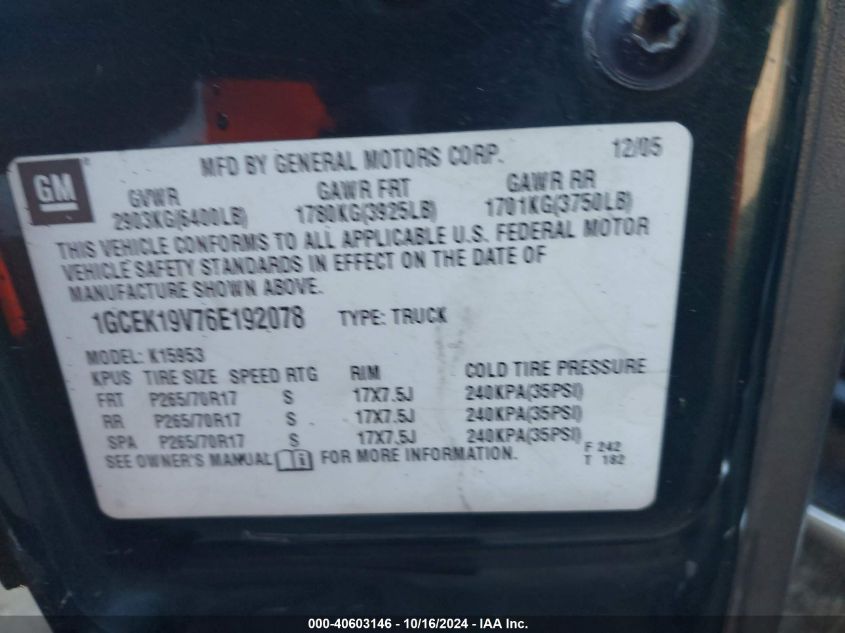 GM
MFD BY GENERAL MOTORS CORP.
12/05
GVWR GAWR FRT GAWR RR
2903KG(6400LB) 1780KG(3925LB) 1701KG(3750LB)
THIS VEHICLE CONFORMS TO ALL APPLICABLE U.S. FEDERAL MOTOR
VEHICLE SAFETY STANDARDS IN EFFECT ON THE DATE OF
MANUFACTURE SHOWN ABOVE.
1GCEK19V76E192078 TYPE: TRUCK
MODEL: K15953
KPUS TIRE SIZE SPEED RTG RIM COLD TIRE PRESSURE
FRT P265/70R17 S 17X7.5J 240KPA(35PSI)
RR P265/70R17 S 17X7.5J 240KPA(35PSI)
SPA P265/70R17 S 17X7.5J 240KPA(35PSI)
SEE OWNER'S MANUAL i FOR MORE INFORMATION.
F 242
T 182
000-40603146 - 10/16/2024 - IAA Inc.